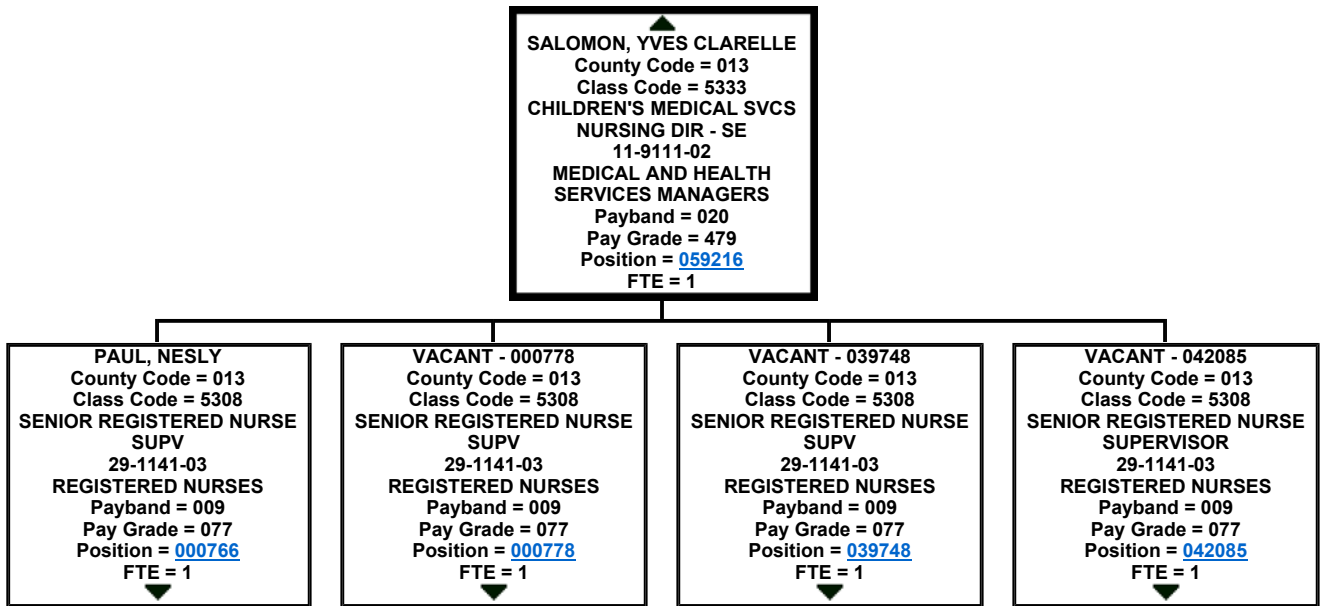 SALOMON, YVES CLARELLE
County Code = 013
Class Code = 5333
CHILDREN'S MEDICAL SVCS
NURSING DIR - SE
11-9111-02
MEDICAL AND HEALTH
SERVICES MANAGERS
Payband = 020
Pay Grade = 479
Position = 059216
FTE = 1
PAUL, NESLY
County Code = 013
Class Code = 5308
SENIOR REGISTERED NURSE
SUPV
29-1141-03
REGISTERED NURSES
Payband = 009
Pay Grade = 077
Position = 000766
FTE = 1
VACANT - 000778
County Code = 013
Class Code = 5308
SENIOR REGISTERED NURSE
SUPV
29-1141-03
REGISTERED NURSES
Payband = 009
Pay Grade = 077
Position = 000778
FTE = 1
VACANT - 039748
County Code = 013
Class Code = 5308
SENIOR REGISTERED NURSE
SUPV
29-1141-03
REGISTERED NURSES
Payband = 009
Pay Grade = 077
Position = 039748
FTE = 1
VACANT - 042085
County Code = 013
Class Code = 5308
SENIOR REGISTERED NURSE
SUPERVISOR
29-1141-03
REGISTERED NURSES
Payband = 009
Pay Grade = 077
Position = 042085
FTE = 1